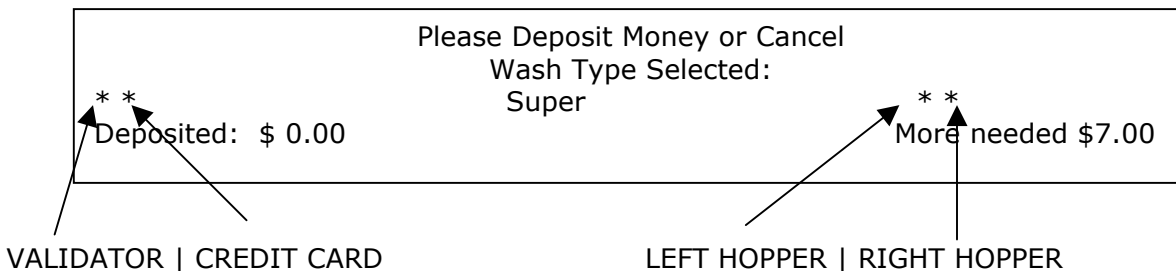 Please Deposit Money or Cancel
Wash Type Selected:
* * Super * *
Deposited: $ 0.00 More needed $7.00
VALIDATOR | CREDIT CARD LEFT HOPPER | RIGHT HOPPER